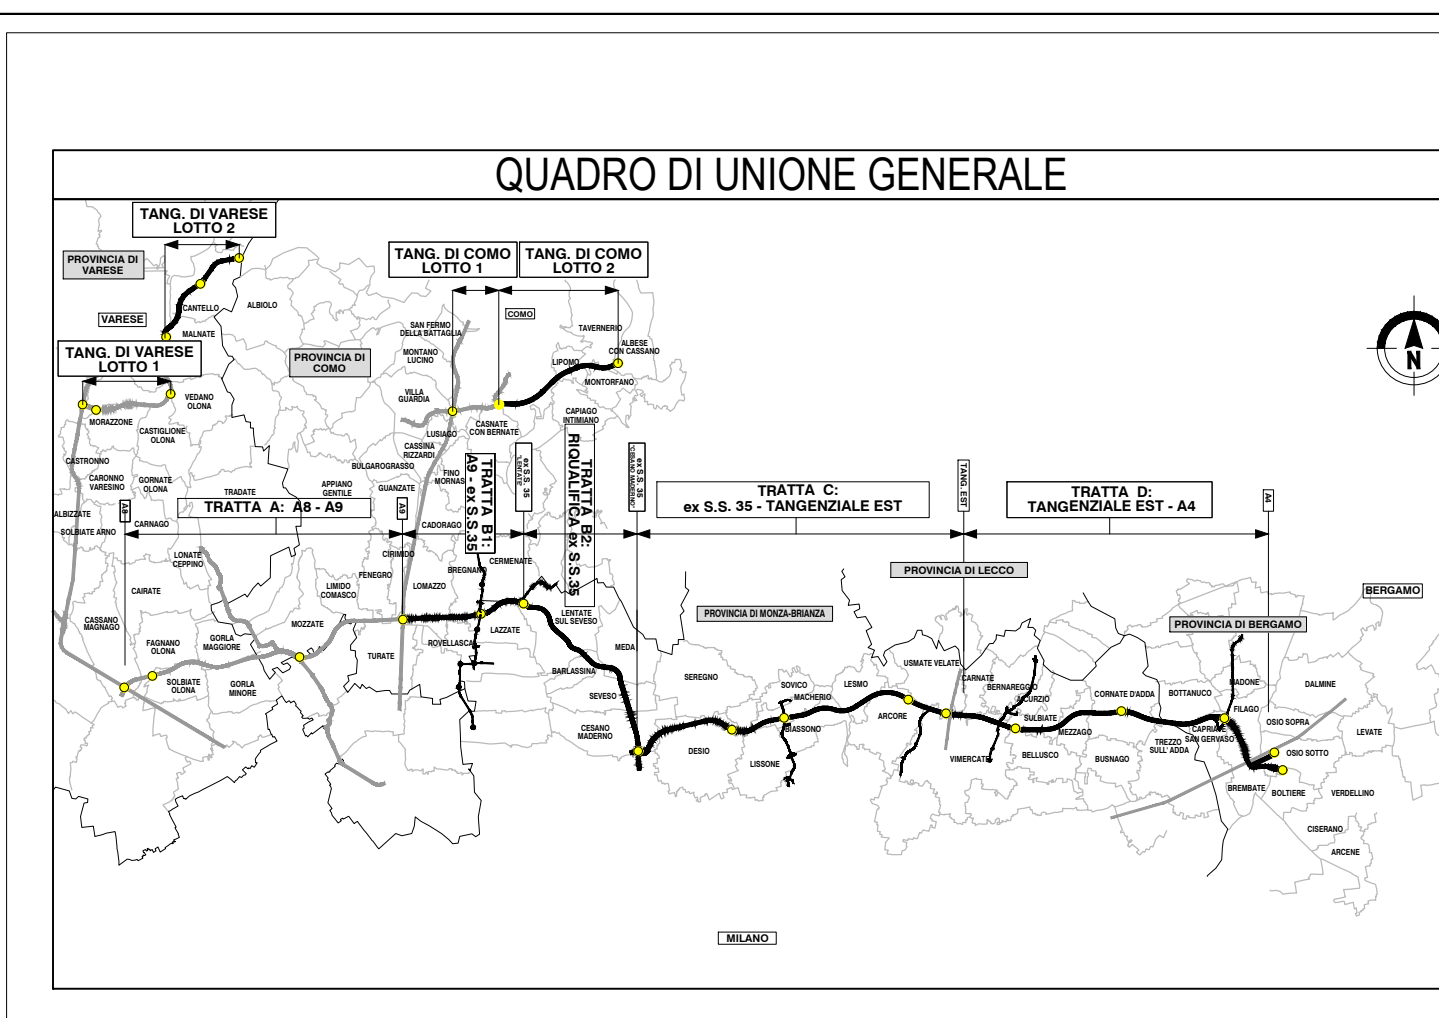 QUADRO DI UNIONE GENERALE
TANG. DI VARESE
LOTTO 2
PROVINCIA DI
VARESE
CANTELLO
ALBIOLO
VARESE
MALNATE
TANG. DI VARESE
LOTTO 1
PROVINCIA DI
COMO
TANG. DI COMO
LOTTO 1
TANG. DI COMO
LOTTO 2
COMO
SAN FERMO
DELLA BATTAGLIA
TAVERNERIO
MONTANO
LUCINO
ALBESE
CON CASSANO
LIPOMO
MONTORFANO
VILLA
GUARDIA
CAPIAGO
INTIMIANO
N
VEDANO
OLONA
MORAZZONE
CASTIGLIONE
OLONA
LUSIAGO
CASNATE
CON BERNATE
CASSINA
RIZZARDI
CASTRONNO
BULGAROGRASSO
CARONNO
VARESINO
GORNATE
OLONA
TRADATE
APPIANO
GENTILE
GUANZATE
FINO
MORNAS
ALBIZZATE
SOLBIATE ARNO
CARNAGO
A8
TRATTA A: A8 - A9
A9
CADORAGO
TRATTA B1:
A9 - ex S.S.35
ex S.S. 35
"LENTATE"
TRATTA B2:
RIQUALIFICA ex S.S.35
ex S.S. 35
"CESANO MADERNO"
TRATTA C:
ex S.S. 35 - TANGENZIALE EST
TANG. EST
TRATTA D:
TANGENZIALE EST - A4
A4
LONATE
CEPPINO
CIRIMIDO
FENEGRO
BREGNANO
CERMENATE
LOMAZZO
LIMIDO
COMASCO
CAIRATE
CASSANO
MAGNAGO
PROVINCIA DI LECCO
PROVINCIA DI MONZA-BRIANZA
PROVINCIA DI BERGAMO
BERGAMO
LENTATE
SUL SEVESO
MOZZATE
LAZZATE
FAGNANO
OLONA
GORLA
MAGGIORE
ROVELLASCA
TURATE
MEDA
BARLASSINA
SOLBIATE
OLONA
GORLA
MINORE
SEVESO
SEREGNO
SOVICO
MACHERIO
LESMO
USMATE VELATE
CARNATE
BERNAREGGIO
AICURZIO
CORNATE D'ADDA
BOTTANUCO
MADONE
DALMINE
FILAGO
ARCORE
SULBIATE
MEZZAGO
CAPRIATE
SAN GERVASO
OSIO SOPRA
LEVATE
CESANO
MADERNO
BIASSONO
DESIO
LISSONE
VIMERCATE
BELLUSCO
BUSNAGO
TREZZO
SULL' ADDA
OSIO SOTTO
BREMBATE
BOLTIERE
VERDELLINO
CISERANO
ARCENE
MILANO